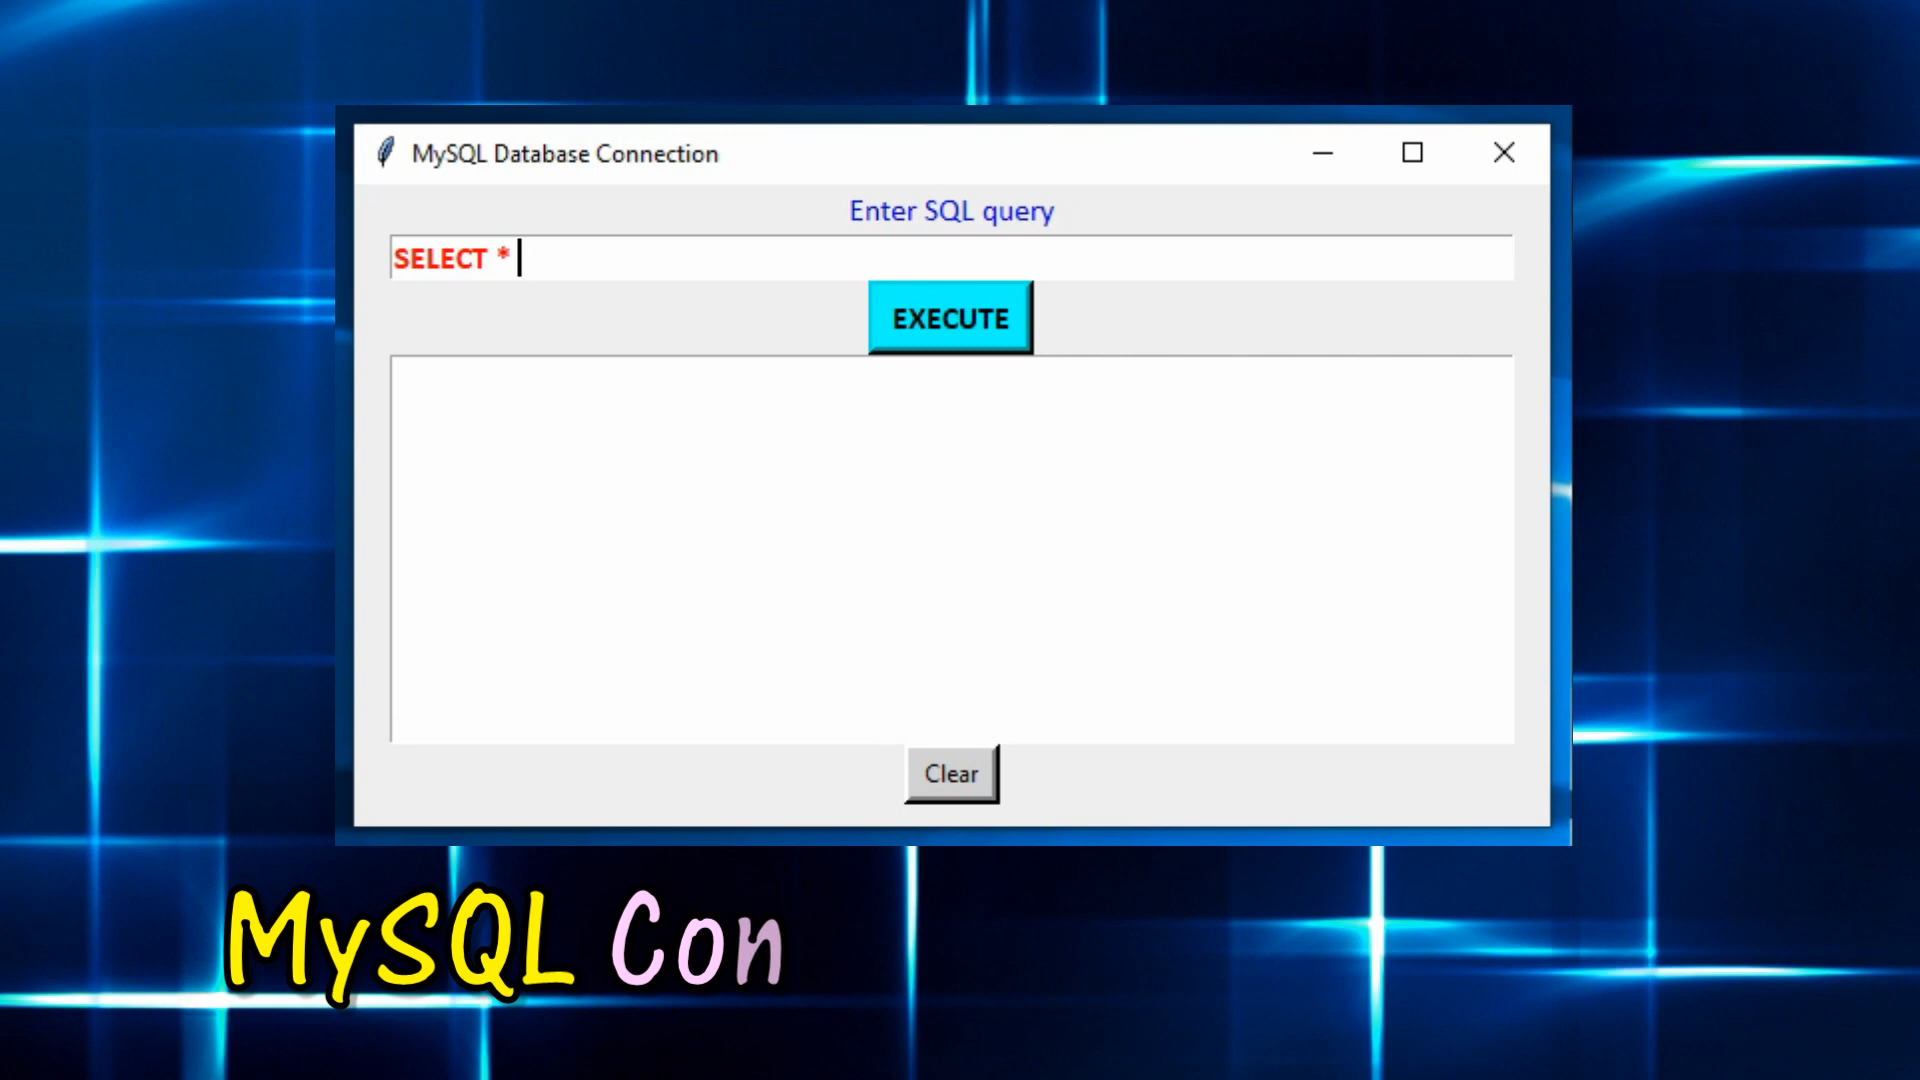 MySQL Database Connection
Enter SQL query
SELECT *
EXECUTE
Clear
MySQL Con